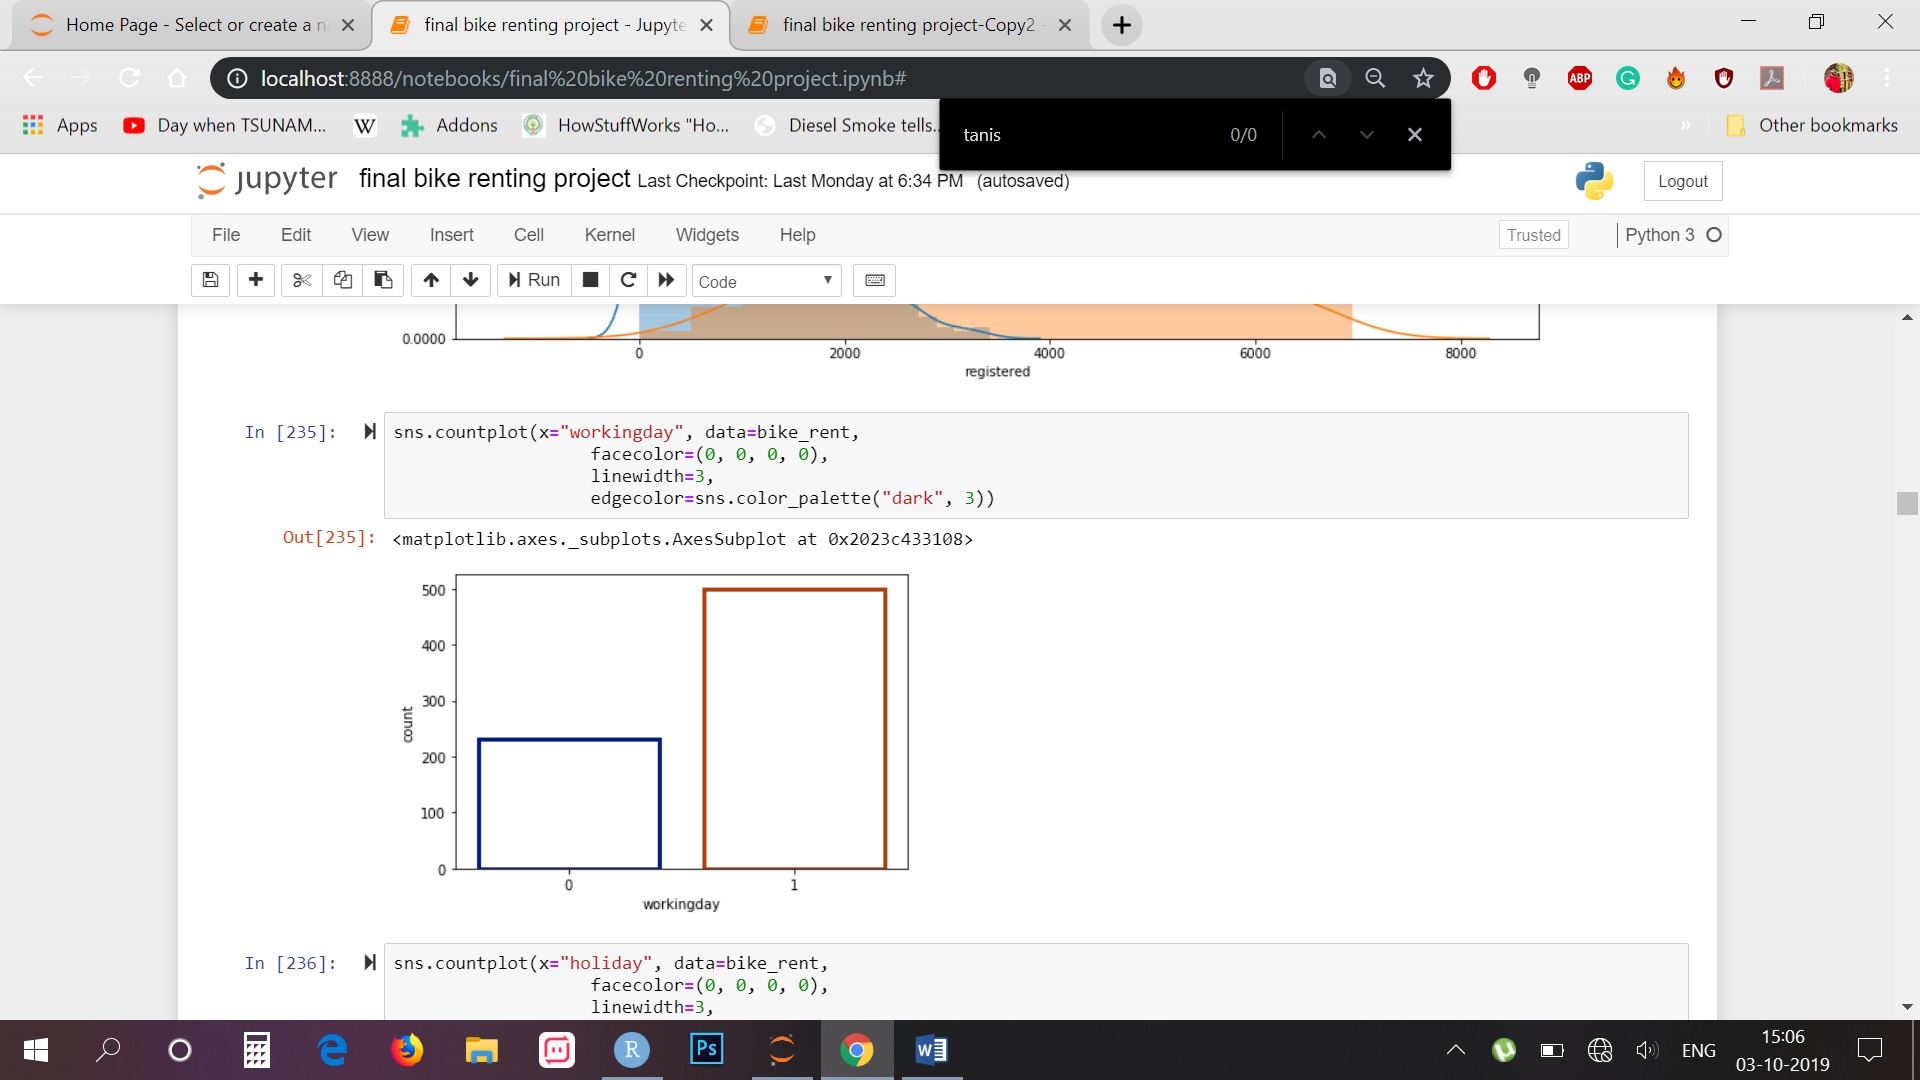 Home Page - Select or create a n
final bike renting project - Jupyte
final bike renting project-Copy2 -
localhost:8888/notebooks/final%20bike%20renting%20project.ipynb#
ABP
Apps
Day when TSUNAM...
W
Addons
HowStuffWorks "Ho...
Diesel Smoke tells...
»
Other bookmarks
tanis
0/0
jupyter
final bike renting project Last Checkpoint: Last Monday at 6:34 PM (autosaved)
Logout
File Edit View Insert Cell Kernel Widgets Help
Trusted
Python 3
Run
Code
0.0000
0 2000 4000 6000 8000
registered
In [235]:
sns.countplot(x="workingday", data=bike_rent,
facecolor=(0, 0, 0, 0),
linewidth=3,
edgecolor=sns.color_palette("dark", 3))
Out[235]: <matplotlib.axes._subplots.AxesSubplot at 0x2023c433108>
500
400
300
200
100
0
count
0 1
workingday
In [236]:
sns.countplot(x="holiday", data=bike_rent,
facecolor=(0, 0, 0, 0),
linewidth=3,
R
Ps
W
ENG
15:06
03-10-2019